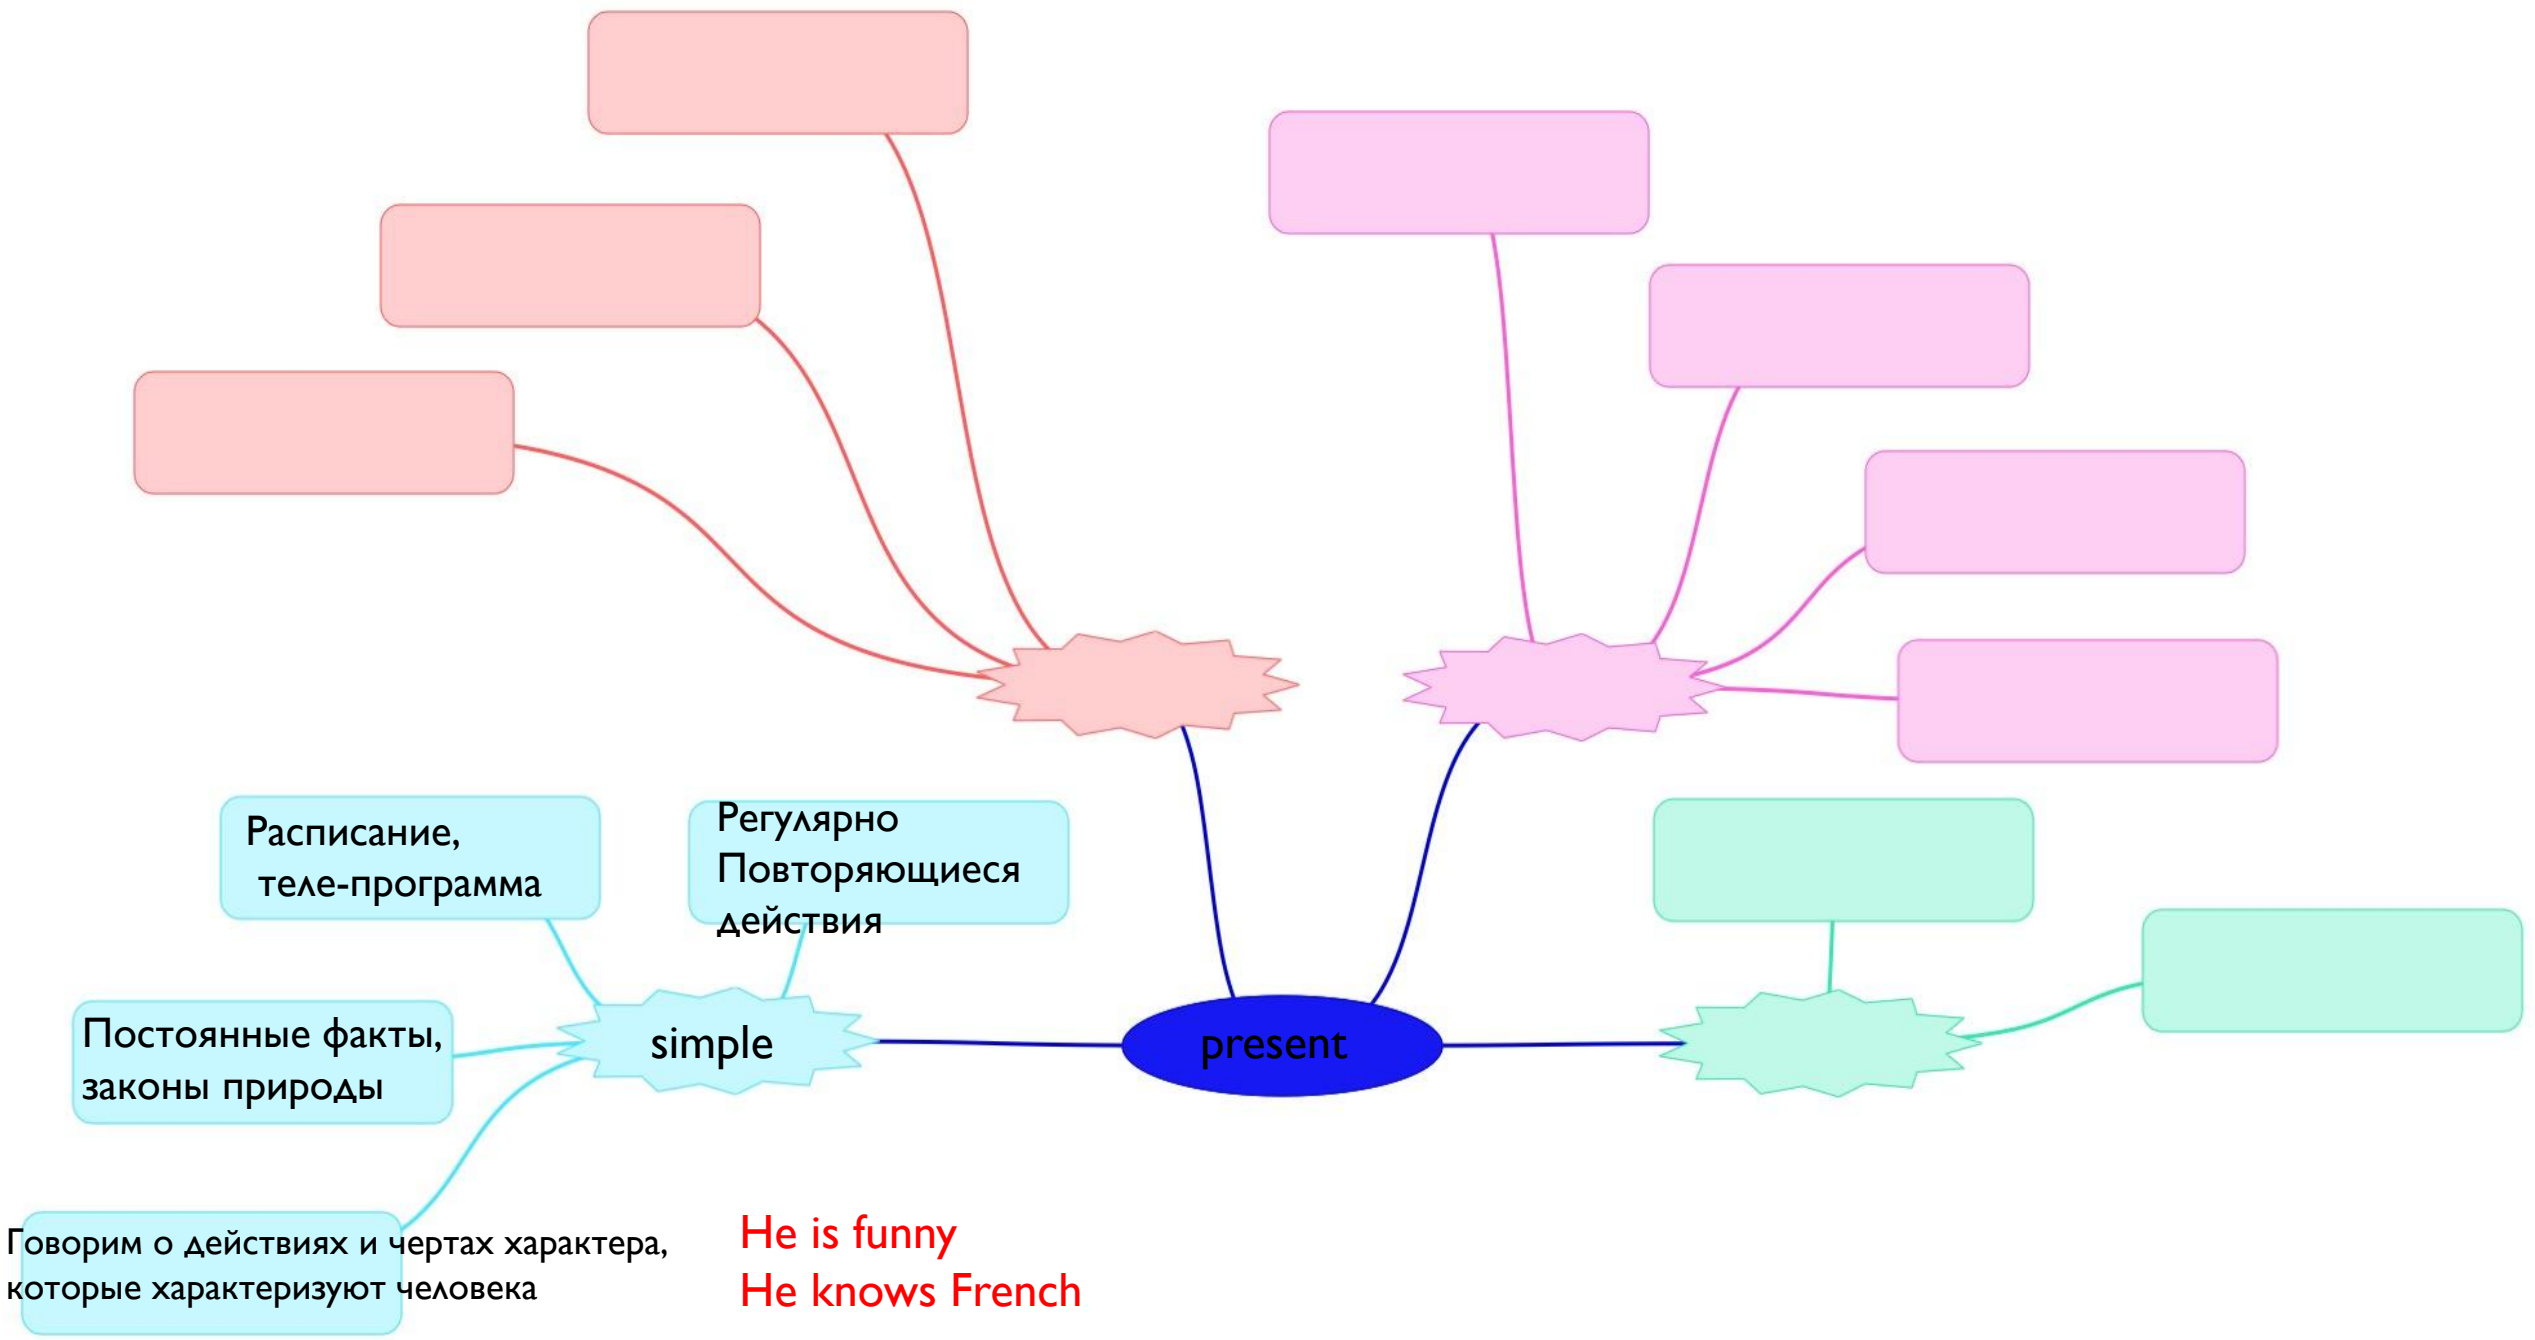 Расписание,
теле-программа
Регулярно
Повторяющиеся
действия
Постоянные факты,
законы природы
simple
present
Говорим о действиях и чертах характера,
которые характеризуют человека
He is funny
He knows French